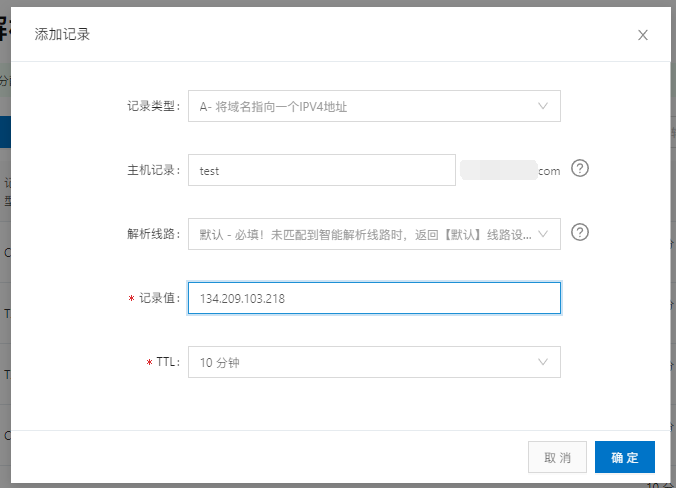 添加记录
记录类型：
A- 将域名指向一个IPV4地址
主机记录：
test
com
解析线路：
默认 - 必填！未匹配到智能解析线路时，返回【默认】线路设...
* 记录值：
134.209.103.218
* TTL：
10 分钟
取 消
确 定